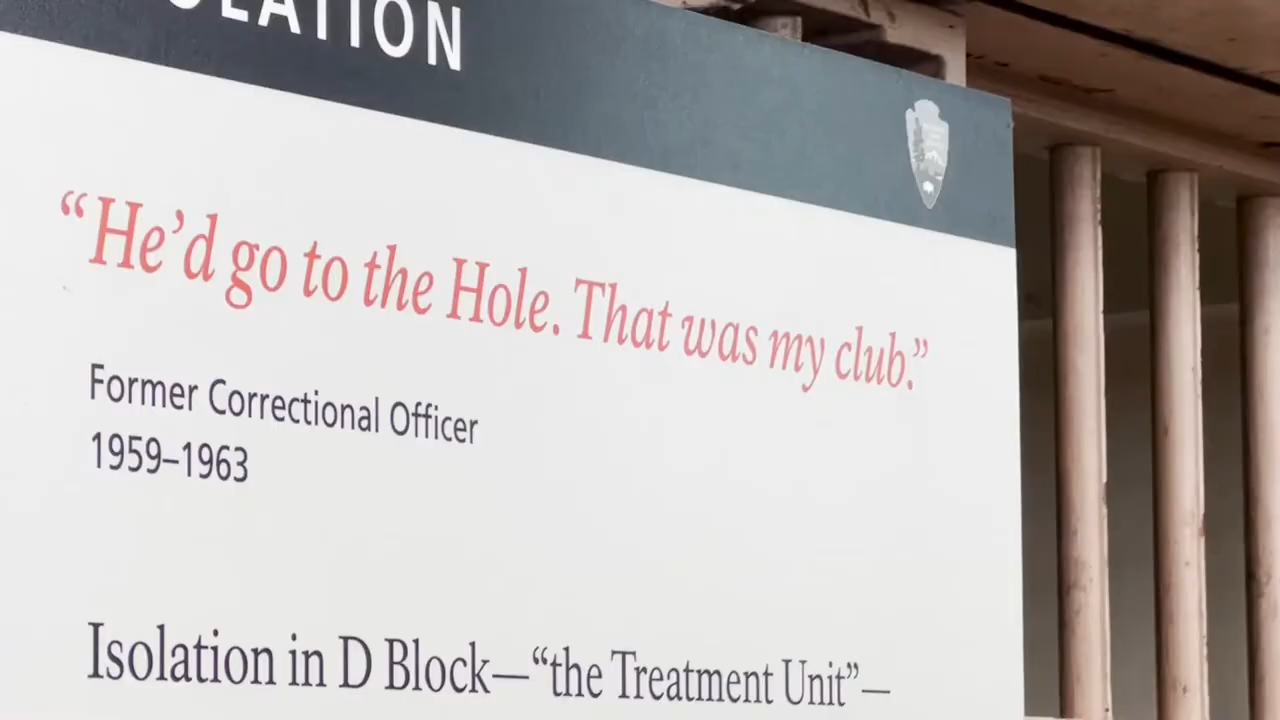 “He’d go to the Hole. That was my club.”
Former Correctional Officer
1959–1963
Isolation in D Block—“the Treatment Unit”—